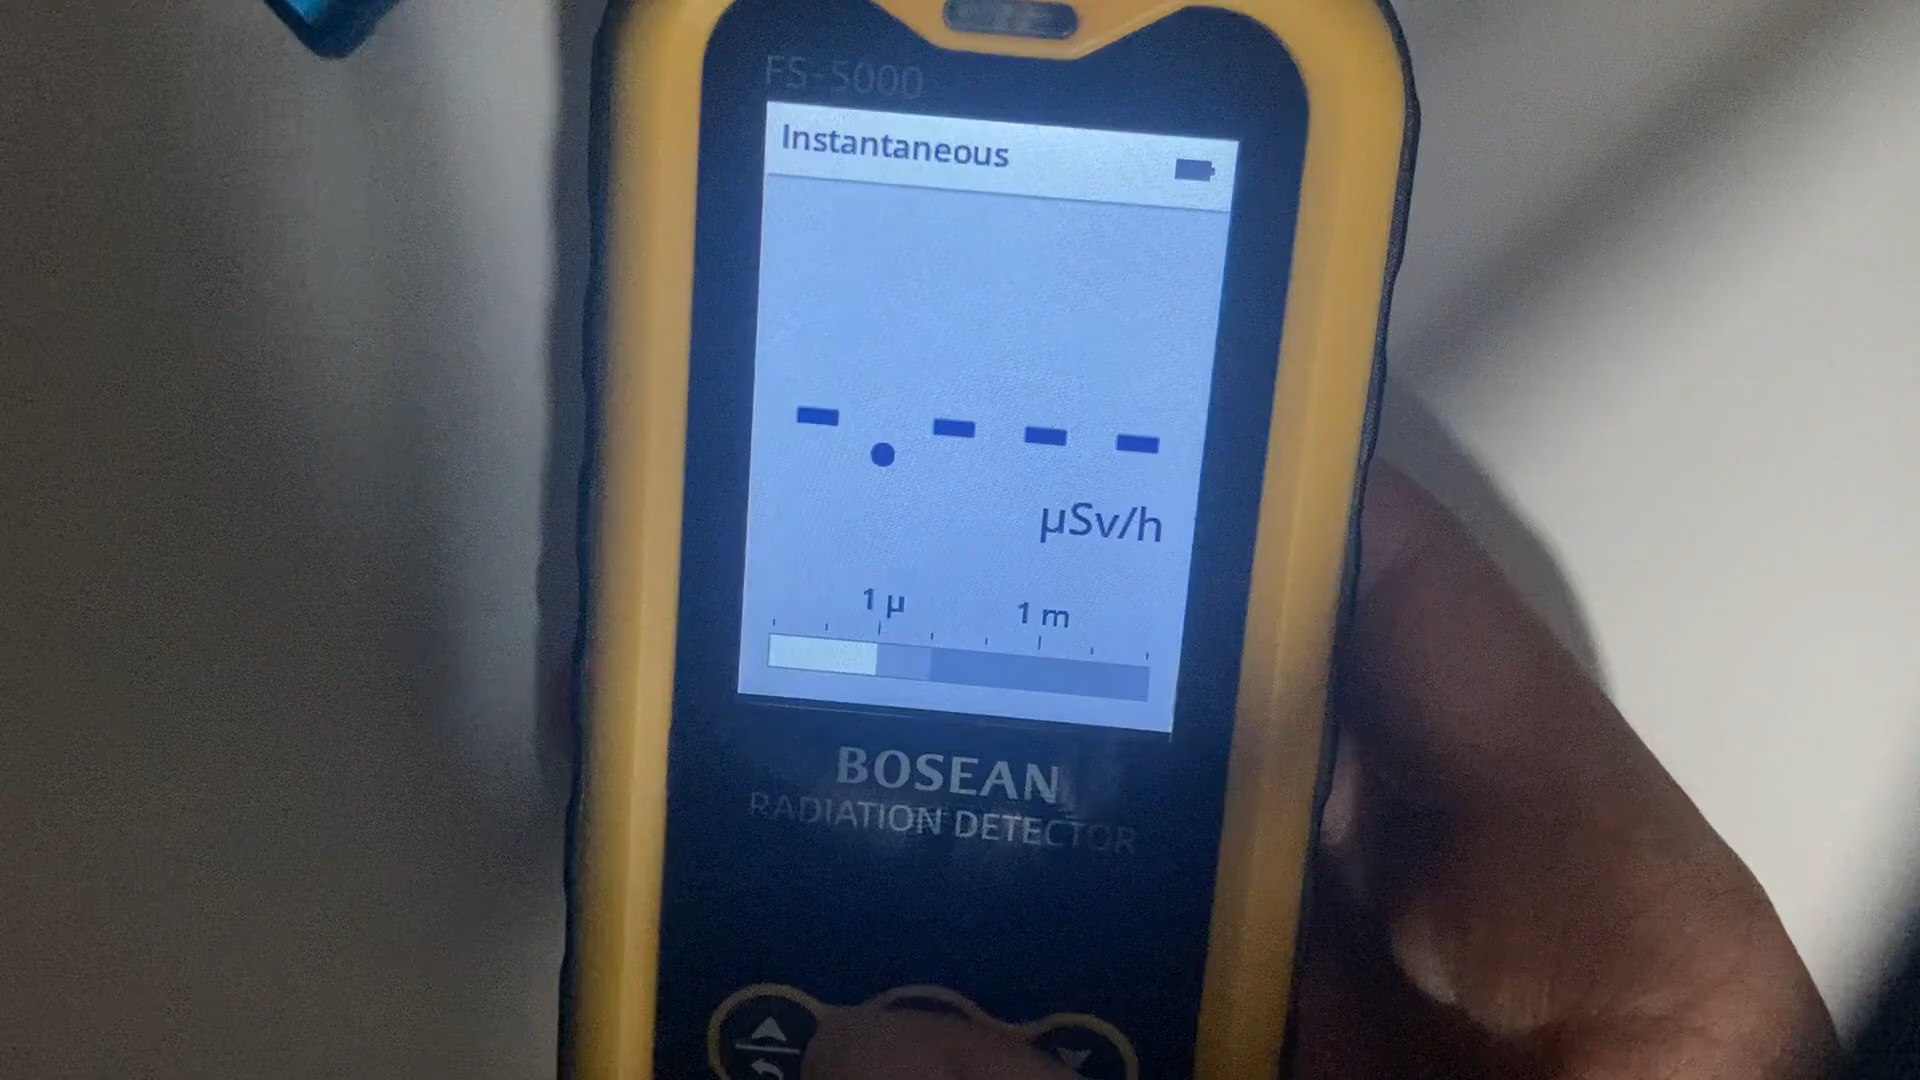 FS-5000
Instantaneous
-.---
µSv/h
1 µ 1 m
BOSEAN
RADIATION DETECTOR